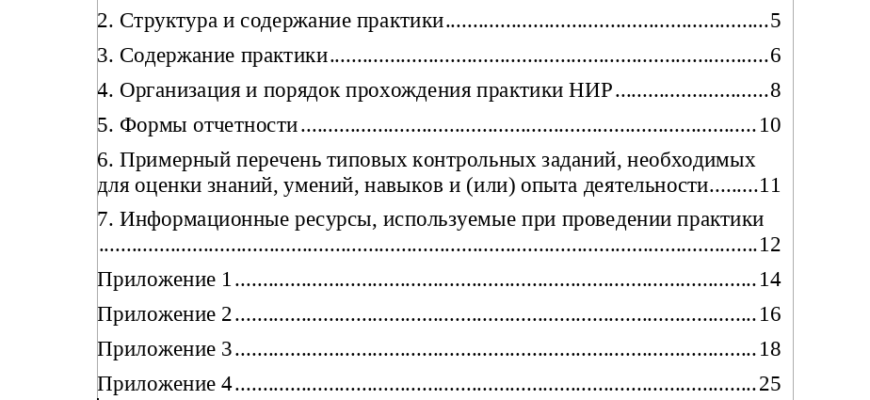 2. Структура и содержание практики.............................................................5
3. Содержание практики...................................................................................6
4. Организация и порядок прохождения практики НИР............................8
5. Формы отчетности.....................................................................................10
6. Примерный перечень типовых контрольных заданий, необходимых
для оценки знаний, умений, навыков и (или) опыта деятельности.........11
7. Информационные ресурсы, используемые при проведении практики
.........................................................................................................................12
Приложение 1.................................................................................................14
Приложение 2.................................................................................................16
Приложение 3.................................................................................................18
Приложение 4.................................................................................................25